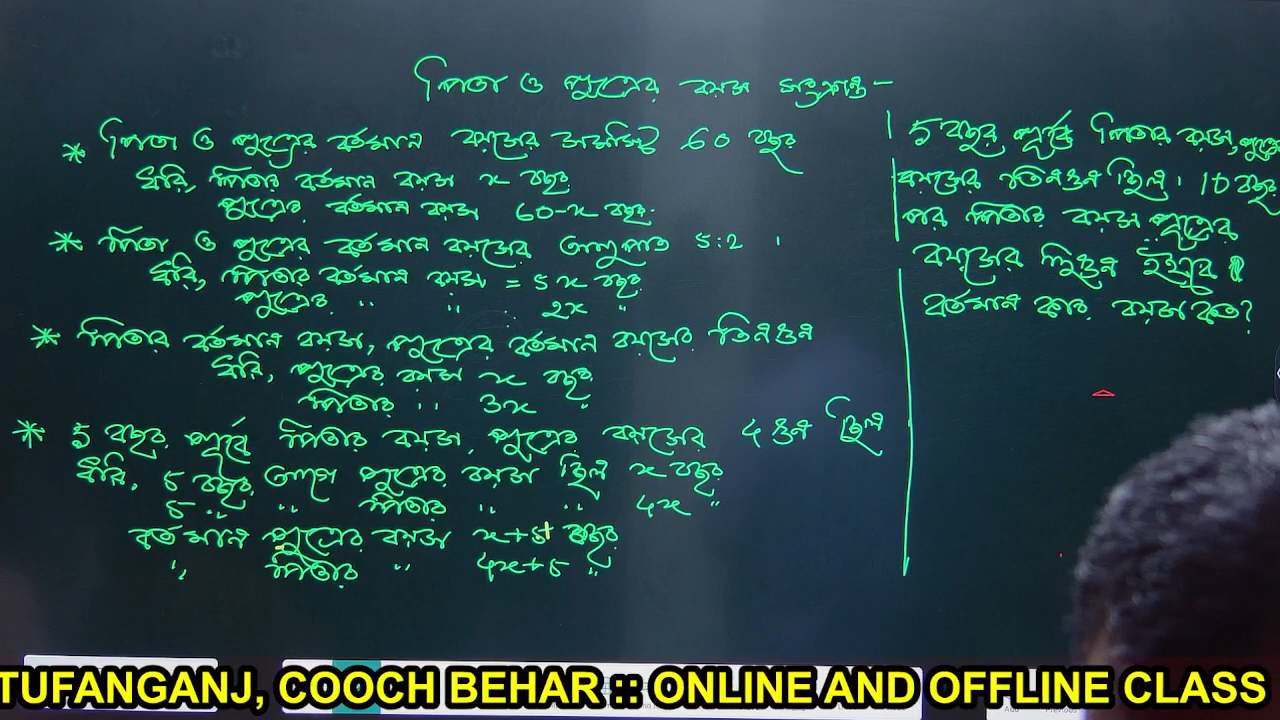 পিতা ও পুত্রের বয়স সংক্রান্ত -
* পিতা ও পুত্রের বর্তমান বয়সের সমষ্টি 60 বছর
ধরি, পিতার বর্তমান বয়স x বছর
পুত্রের বর্তমান বয়স 60-x বছর.
* পিতা ও পুত্রের বর্তমান বয়সের অনুপাত 5:2 ।
ধরি, পিতার বর্তমান বয়স = 5x বছর
পুত্রের " " 2x "
* পিতার বর্তমান বয়স, পুত্রের বর্তমান বয়সের তিনগুন
ধরি, পুত্রের বয়স x বছর
পিতার " 3x "
* 5 বছর পূর্বে পিতার বয়স, পুত্রের বয়সের 4 গুন ছিল
ধরি, 5 বছর আগে পুত্রের বয়স ছিল x বছর
5 " " পিতার " " 4x "
বর্তমান পুত্রের বয়স x+5 বছর
" পিতার " 4x+5 "
5 বছর পূর্বে পিতার বয়স, পুত্রের
বয়সের তিনগুন ছিল। 10 বছর
পর পিতার বয়স পুত্রের
বয়সের দ্বিগুন হইবে।
বর্তমান কার বয়স কত?
TUFANGANJ, COOCH BEHAR :: ONLINE AND OFFLINE CLASS